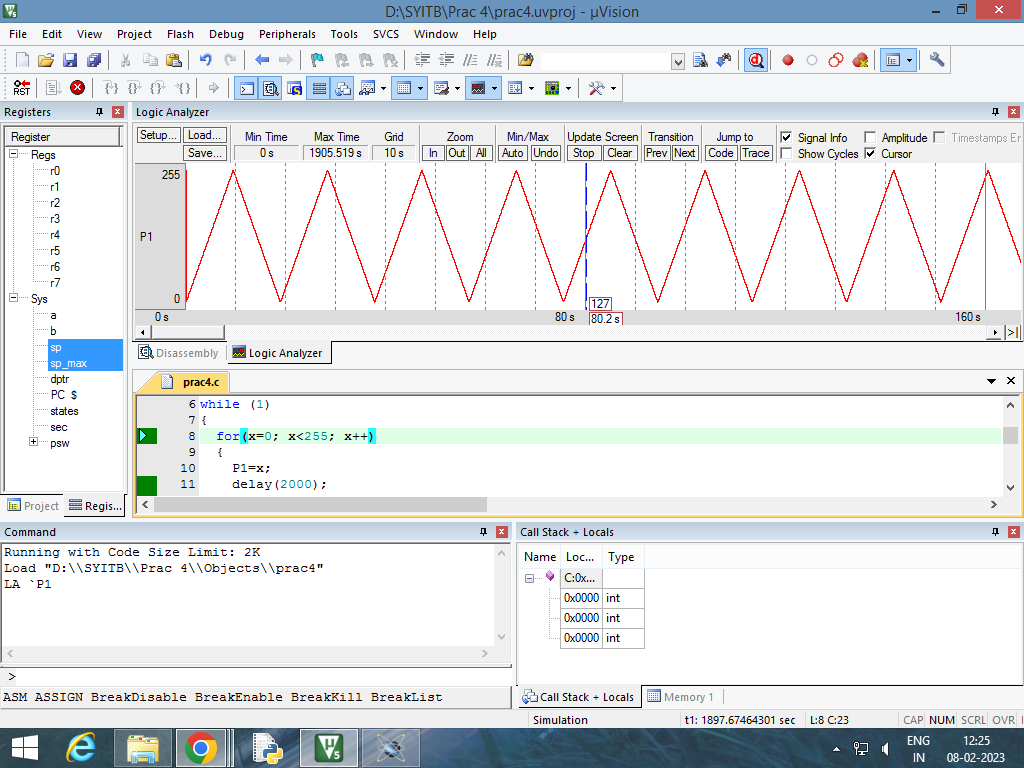 D:\SYITB\Prac 4\prac4.uvproj - µVision
File Edit View Project Flash Debug Peripherals Tools SVCS Window Help
RST
Registers
Logic Analyzer
Register
Regs
r0
r1
r2
r3
r4
r5
r6
r7
Sys
a
b
sp
sp_max
dptr
PC $
states
sec
psw
Project Regis...
Setup... Load... Min Time Max Time Grid Zoom Min/Max Update Screen Transition Jump to Signal Info Amplitude Timestamps Er
Save... 0 s 1905.519 s 10 s In Out All Auto Undo Stop Clear Prev Next Code Trace Show Cycles Cursor
255
P1
0
127
0 s 80 s 80.2 s 160 s
Disassembly Logic Analyzer
prac4.c
6 while (1)
7 {
8 for(x=0; x<255; x++)
9 {
10 P1=x;
11 delay(2000);
Command
Running with Code Size Limit: 2K
Load "D:\\SYITB\\Prac 4\\Objects\\prac4"
LA `P1
>
ASM ASSIGN BreakDisable BreakEnable BreakKill BreakList
Call Stack + Locals
Name Loc... Type
C:0x...
0x0000 int
0x0000 int
0x0000 int
Call Stack + Locals Memory 1
Simulation t1: 1897.67464301 sec L:8 C:23 CAP NUM SCRL OVR
ENG 12:25
IN 08-02-2023